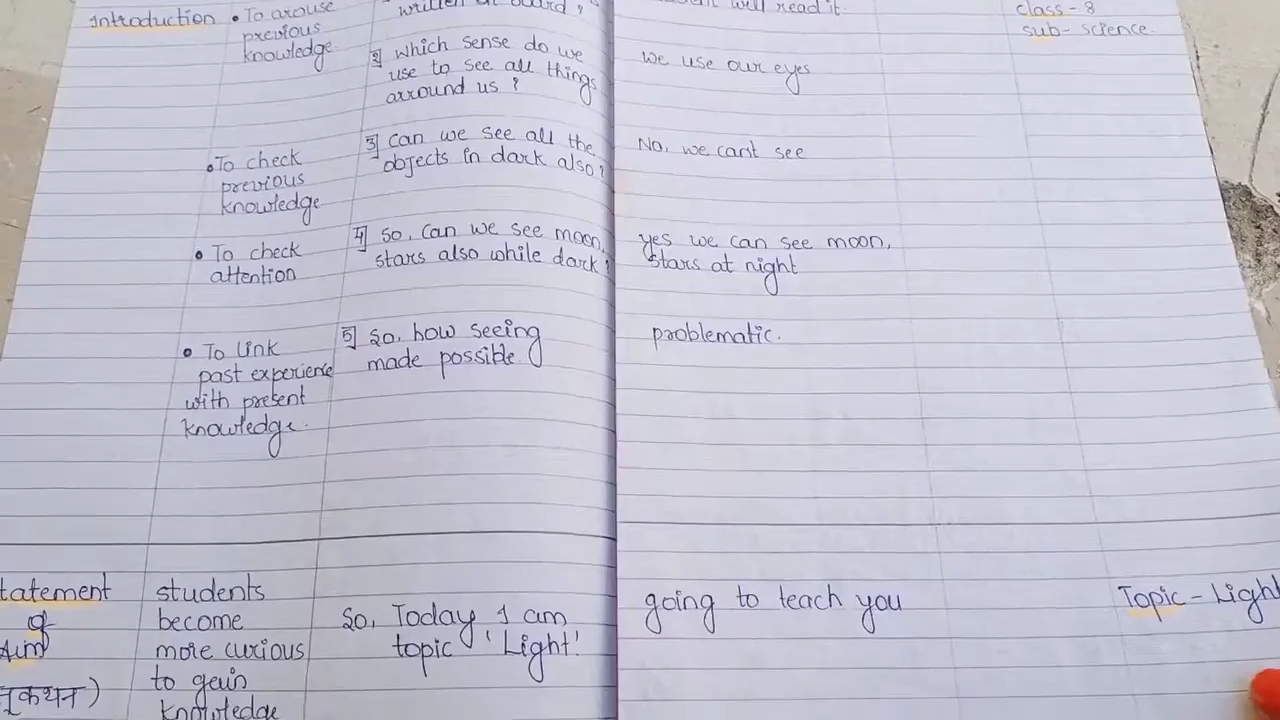 Introduction
• To arouse
previous
knowledge
written on board,
student will read it.
class - 8
sub- science.
2] Which sense do we
use to see all things
arround us ?
we use our eyes
• To check
previous
knowledge
3] Can we see all the
objects in dark also?
No, we cant see
• To check
attention
4] So, can we see moon,
stars also while dark?
yes we can see moon,
stars at night
• To link
past experience
with present
knowledge.
5] So, how seeing
made possible
problematic.
tatement
of
Aim
नुकथन)
students
become
more curious
to gain
knowledge
So, Today I am
topic 'Light!
going to teach you
Topic - Light